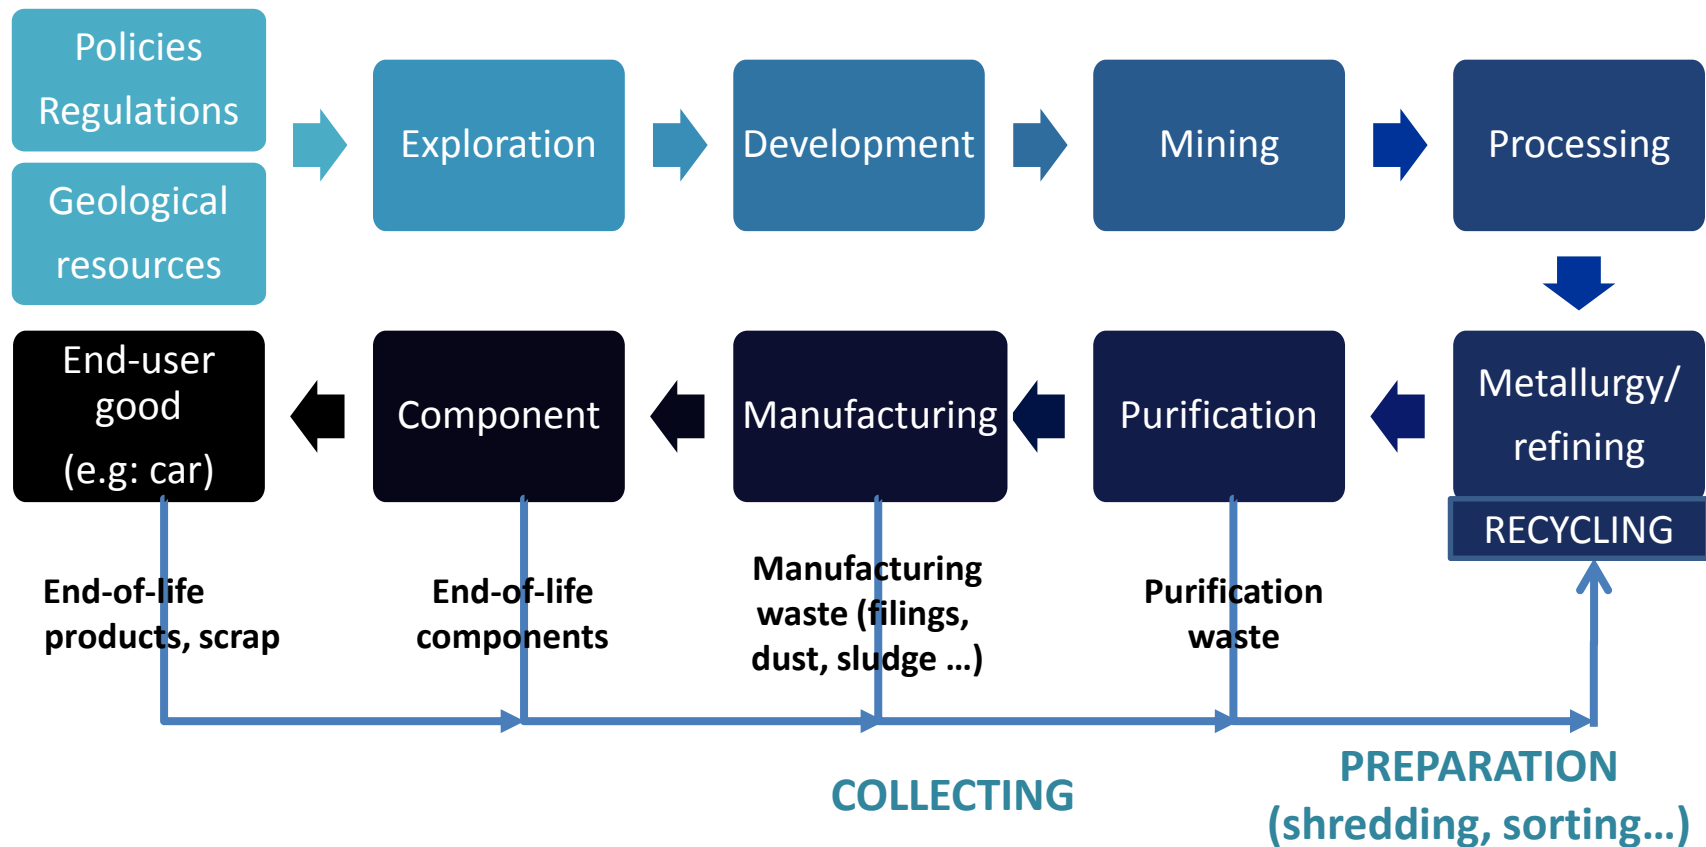 Policies
Regulations
Geological
resources
Exploration
Development
Mining
Processing
End-user
good
(e.g: car)
Component
Manufacturing
Purification
Metallurgy/
refining
RECYCLING
End-of-life
products, scrap
End-of-life
components
Manufacturing
waste (filings,
dust, sludge ...)
Purification
waste
COLLECTING
PREPARATION
(shredding, sorting...)